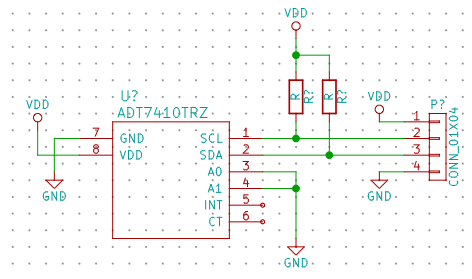 VDD
U?
ADT7410TRZ
VDD
7 GND
8 VDD
SCL 1
SDA 2
A0 3
A1 4
INT 5
CT 6
R R?
R R?
VDD
P?
1
2
3
4
CONN_01X04
GND
GND
GND